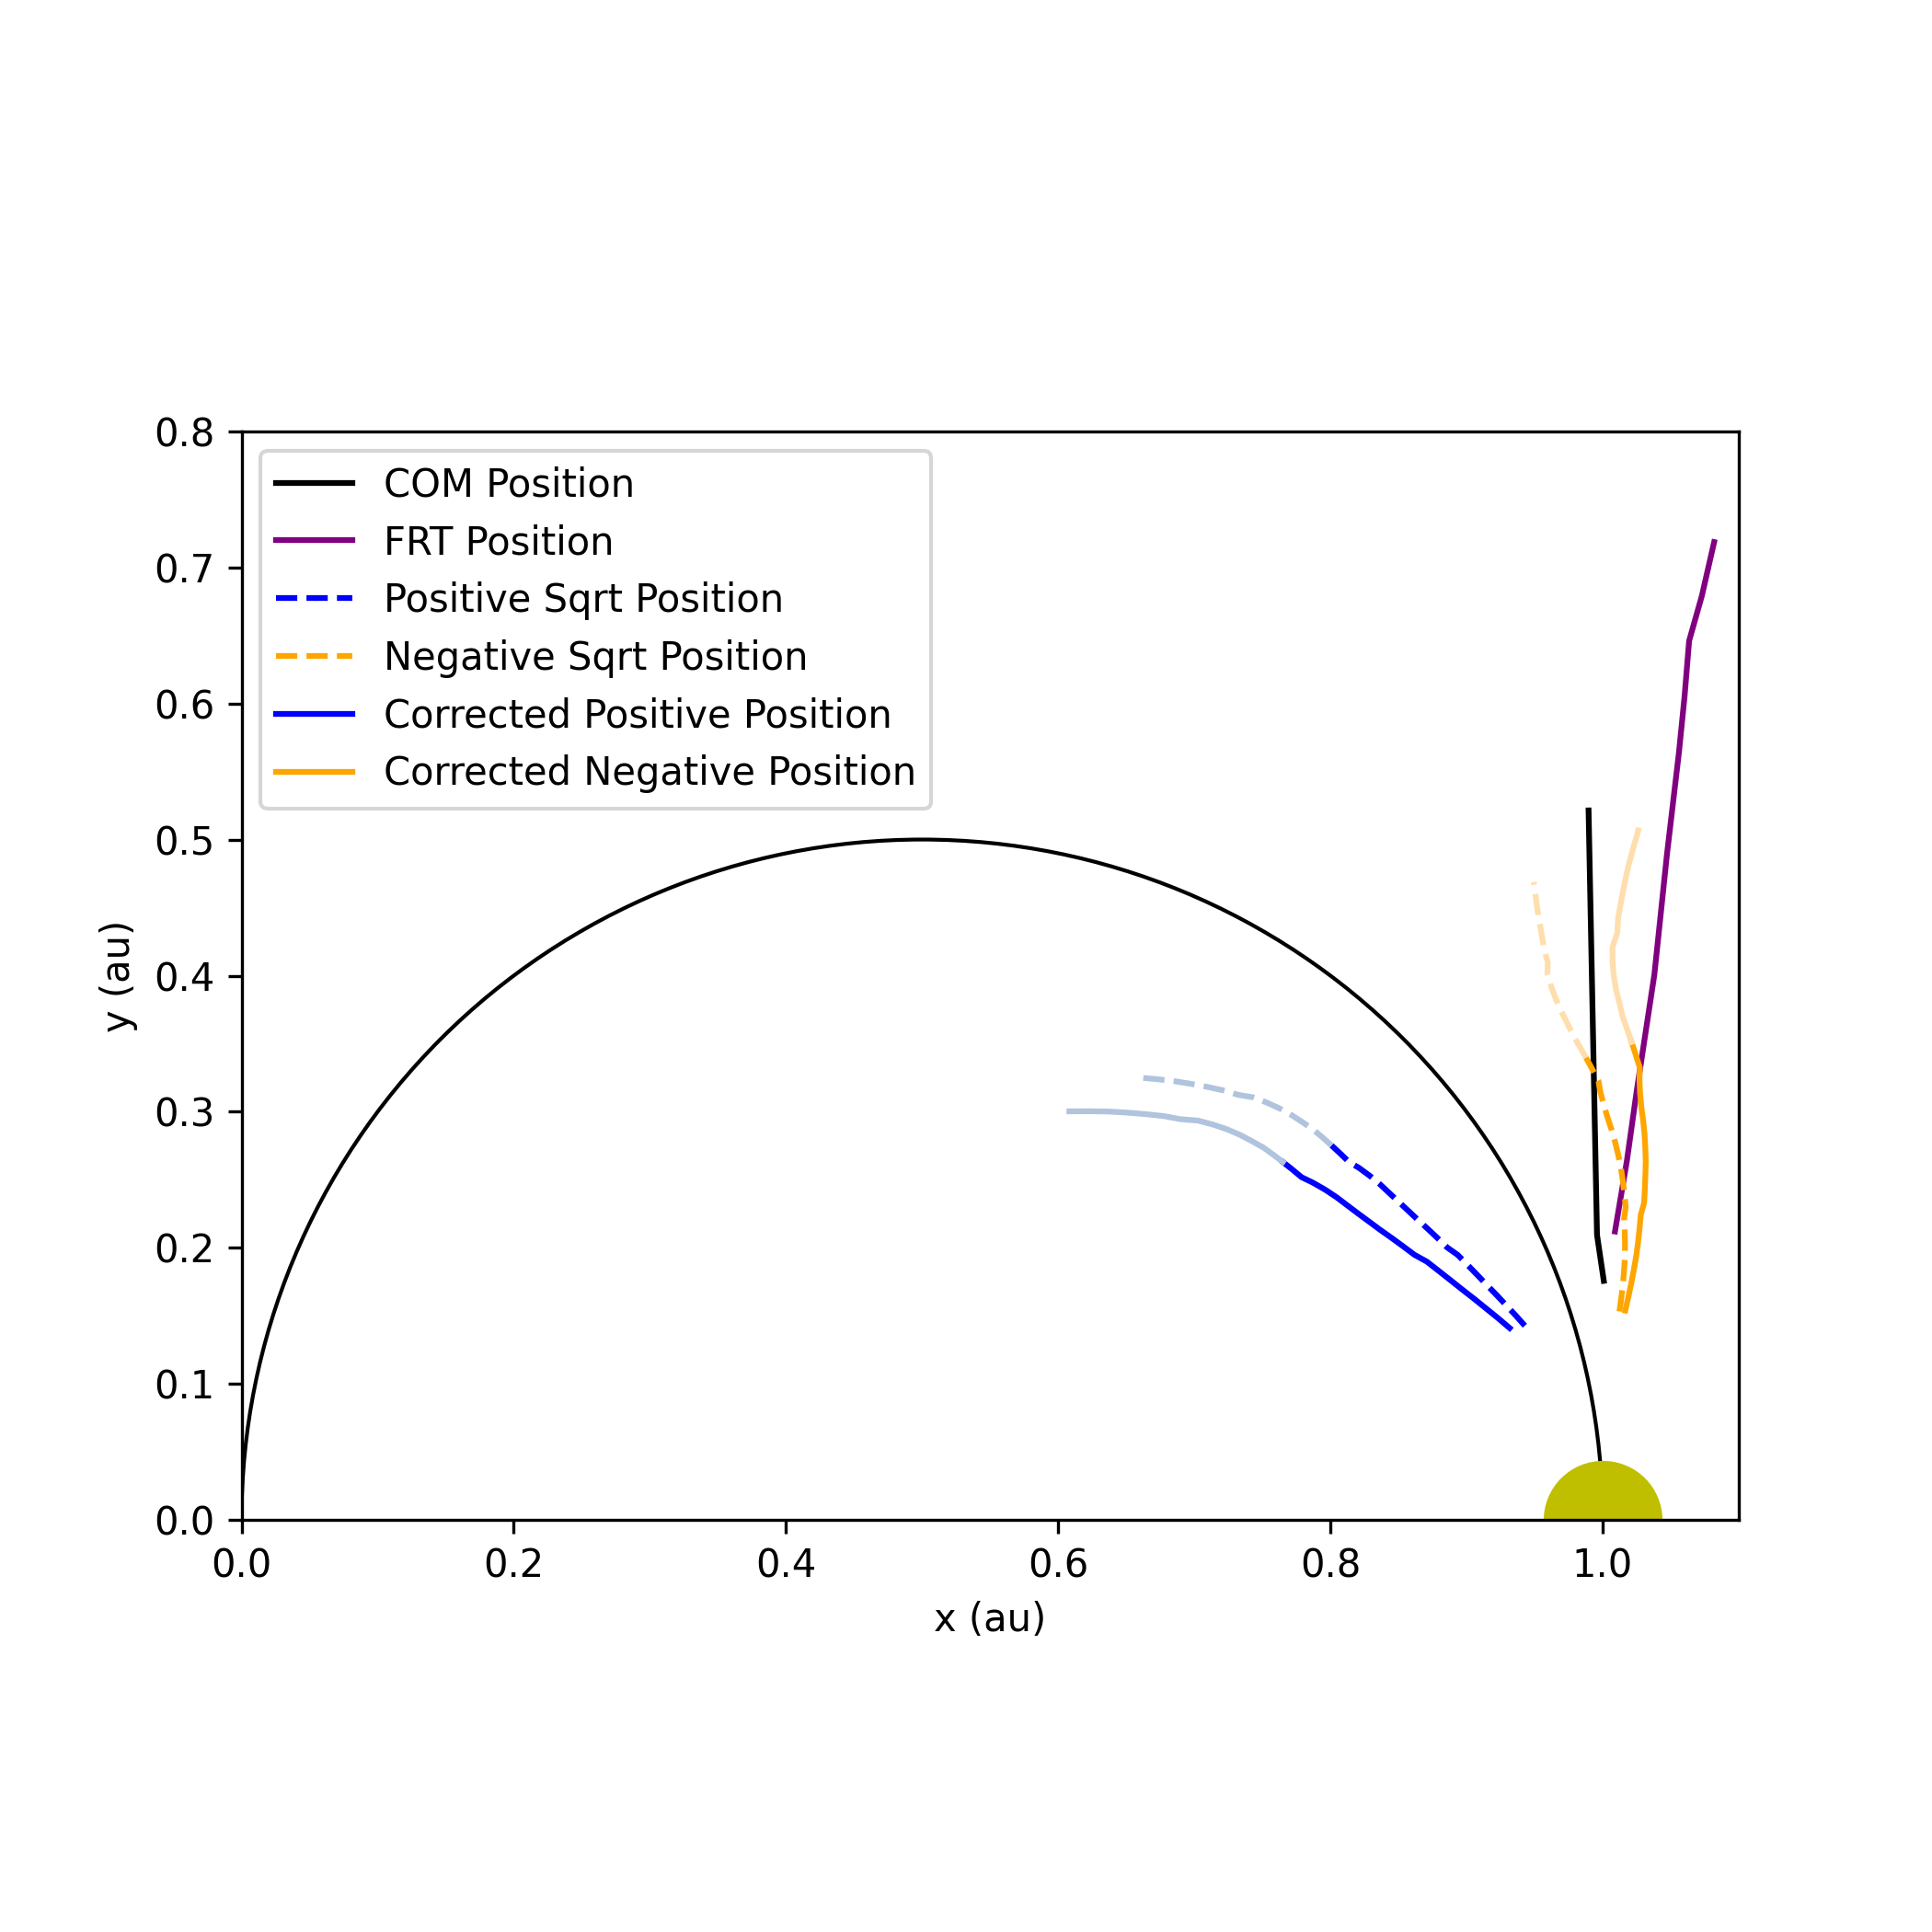 COM Position
FRT Position
Positive Sqrt Position
Negative Sqrt Position
Corrected Positive Position
Corrected Negative Position
0.8
0.7
0.6
0.5
0.4
0.3
0.2
0.1
0.0
y (au)
0.0 0.2 0.4 0.6 0.8 1.0
x (au)